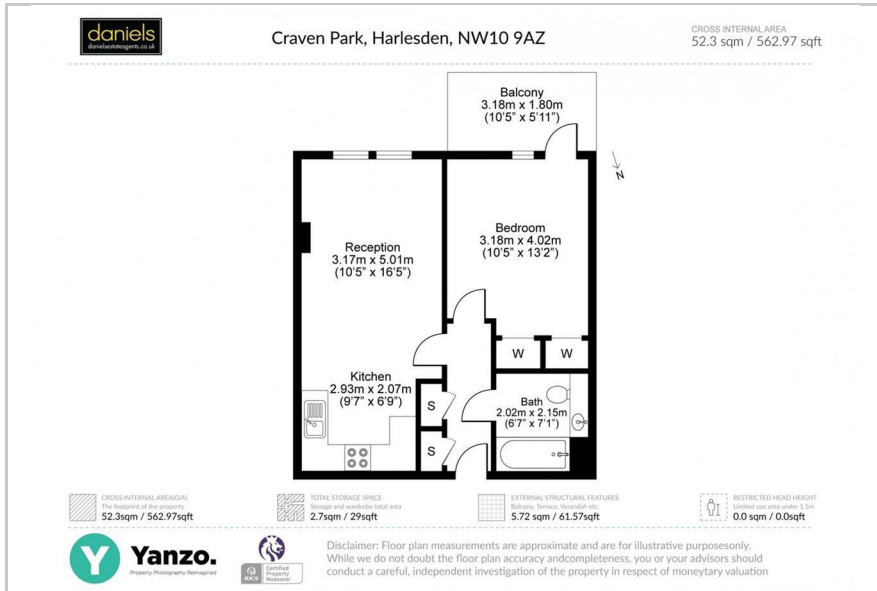 daniels
danielsestateagents.co.uk
Craven Park, Harlesden, NW10 9AZ
CROSS INTERNAL AREA
52.3 sqm / 562.97 sqft
Balcony
3.18m x 1.80m
(10'5" x 5'11")
N
Bedroom
3.18m x 4.02m
(10'5" x 13'2")
Reception
3.17m x 5.01m
(10'5" x 16'5")
W
W
Kitchen
2.93m x 2.07m
(9'7" x 6'9")
S
S
Bath
2.02m x 2.15m
(6'7" x 7'1")
CROSS INTERNAL AREA(GIA)
The footprint of the property
52.3sqm / 562.97sqft
TOTAL STORAGE SPACE
Storage and wardrobe total area
2.7sqm / 29sqft
EXTERNAL STRUCTURAL FEATURES
Balcony, Terrace, Verandah etc.
5.72 sqm / 61.57sqft
RESTRICTED HEAD HEIGHT
Limited use area under 1.5m
0.0 sqm / 0.0sqft
Y
Yanzo.
Property Photography Reimagined
RICS
Certified
Property
Measurer
Disclaimer: Floor plan measurements are approximate and are for illustrative purposesonly.
While we do not doubt the floor plan accuracy andcompleteness, you or your advisors should
conduct a careful, independent investigation of the property in respect of moneytary valuation